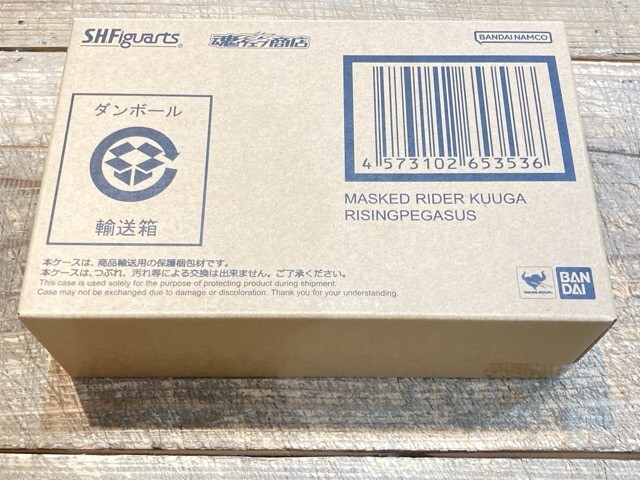 S.H.Figuarts
魂ウェブ商店
BANDAI NAMCO
ダンボール
輸送箱
4 573102 653536
MASKED RIDER KUUGA
RISINGPEGASUS
本ケースは、商品輸送用の保護梱包材です。
本ケースは、つぶれ、汚れ等による交換は出来ません。ご了承ください。
This case is used solely for the purpose of protecting product during shipment.
Case may not be exchanged due to damage or discoloration. Thank you for your understanding.
BAN
DAI